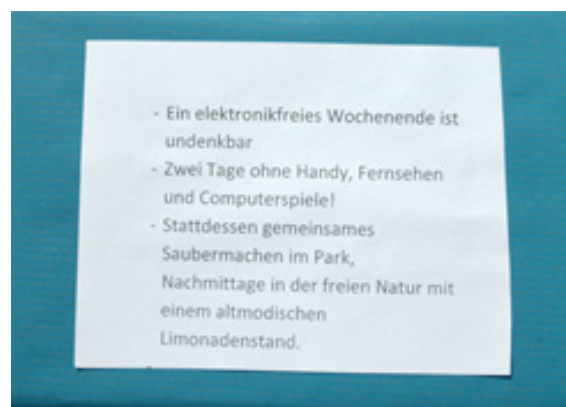 - Ein elektronikfreies Wochenende ist
undenkbar
- Zwei Tage ohne Handy, Fernsehen
und Computerspiele!
- Stattdessen gemeinsames
Saubermachen im Park,
Nachmittage in der freien Natur mit
einem altmodischen
Limonadenstand.